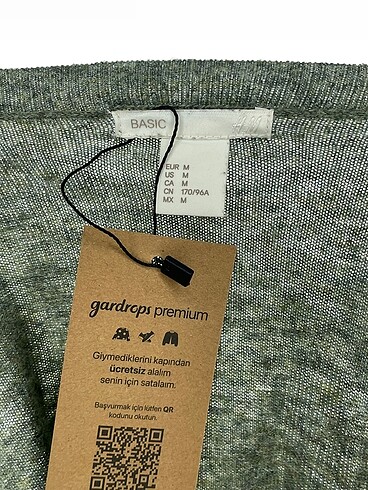 BASIC H&M
EUR M
US M
CA M
CN 170/96A
MX M
gardrops premium
Giymediklerini kapından
ücretsiz alalım
senin için satalım.
Başvurmak için lütfen QR
kodunu okutun.